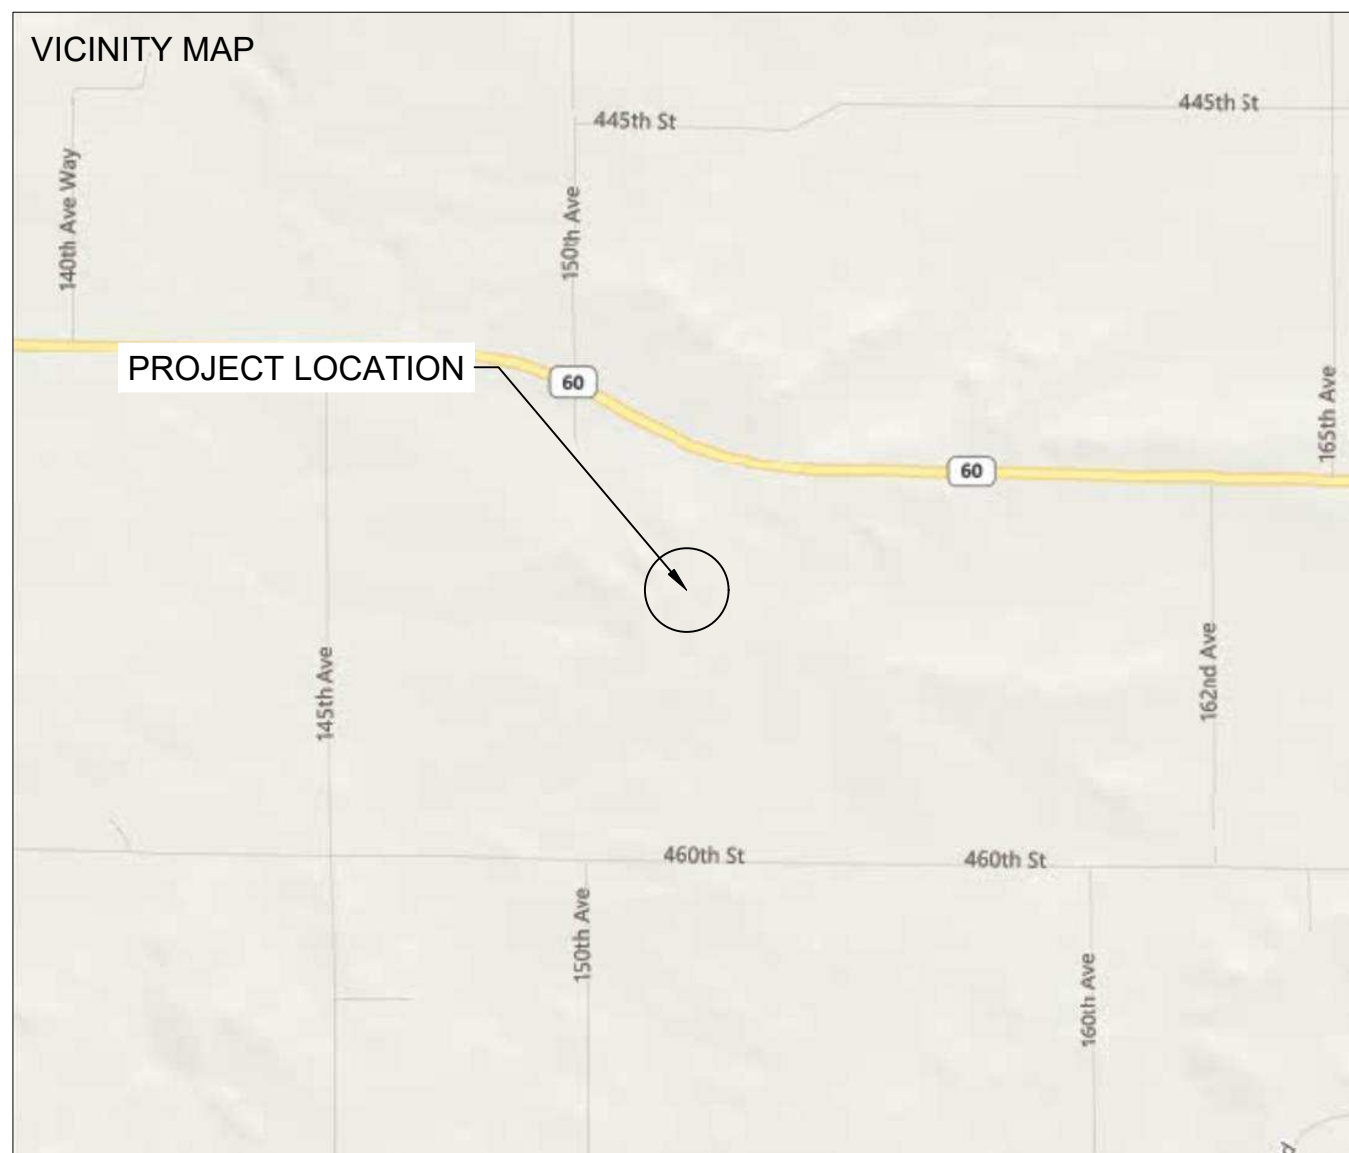 VICINITY MAP
445th St
445th St
140th Ave Way
150th Ave
PROJECT LOCATION
60
165th Ave
60
145th Ave
162nd Ave
460th St
460th St
150th Ave
160th Ave